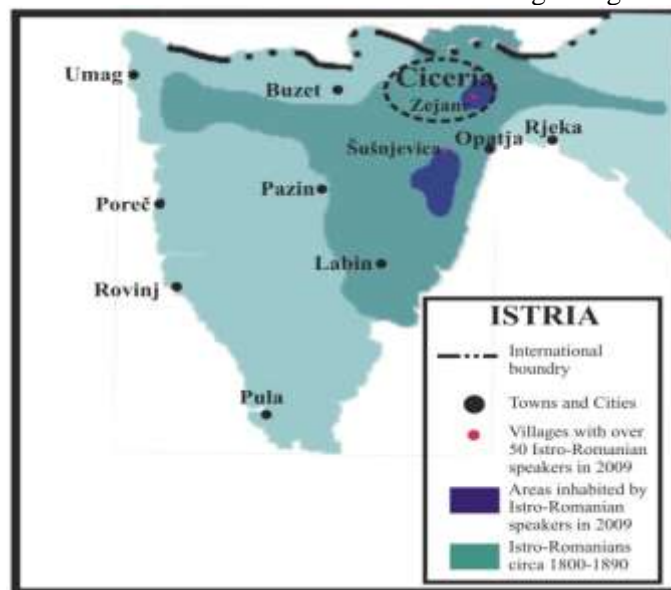 Umag
Buzet
Ciceria
Zejane
Opatja
Rjeka
Šušnjevica
Pazin
Poreč
Labin
Rovinj
Pula
ISTRIA
International
boundry
Towns and Cities
Villages with over
50 Istro-Romanian
speakers in 2009
Areas inhabited by
Istro-Romanian
speakers in 2009
Istro-Romanians
circa 1800-1890